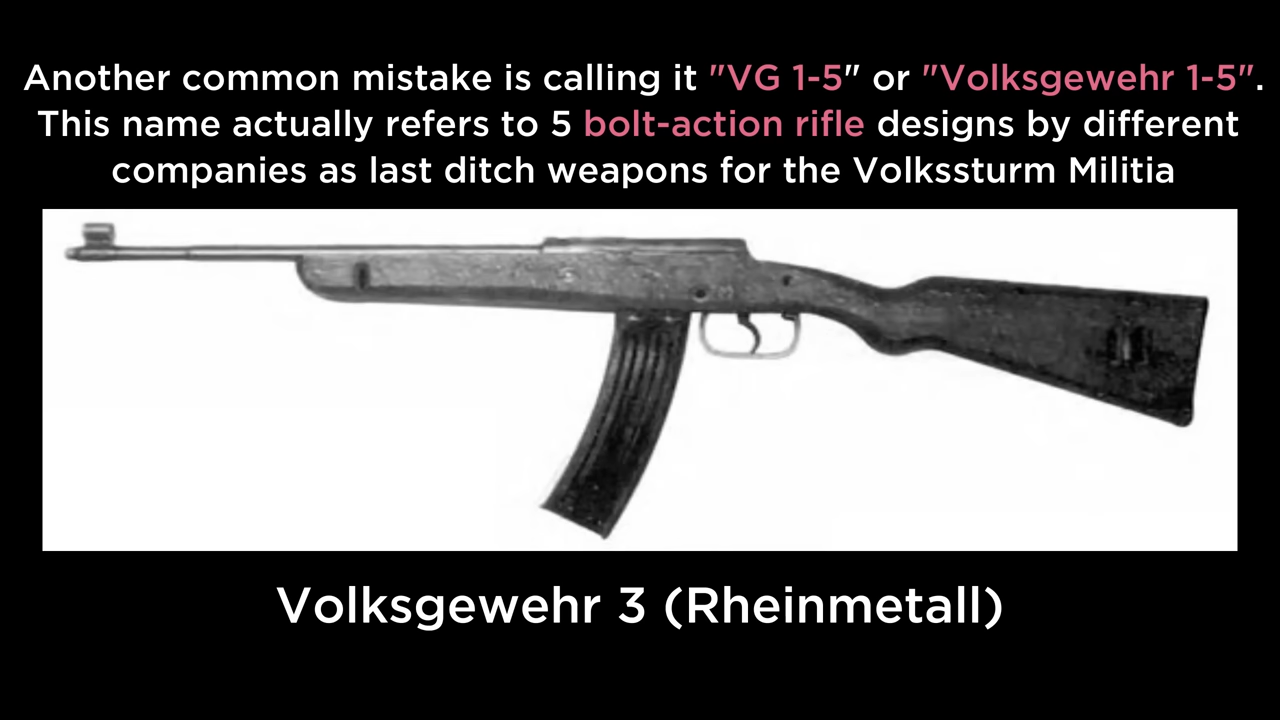 Another common mistake is calling it "VG 1-5" or "Volksgewehr 1-5".
This name actually refers to 5 bolt-action rifle designs by different
companies as last ditch weapons for the Volkssturm Militia
Volksgewehr 3 (Rheinmetall)